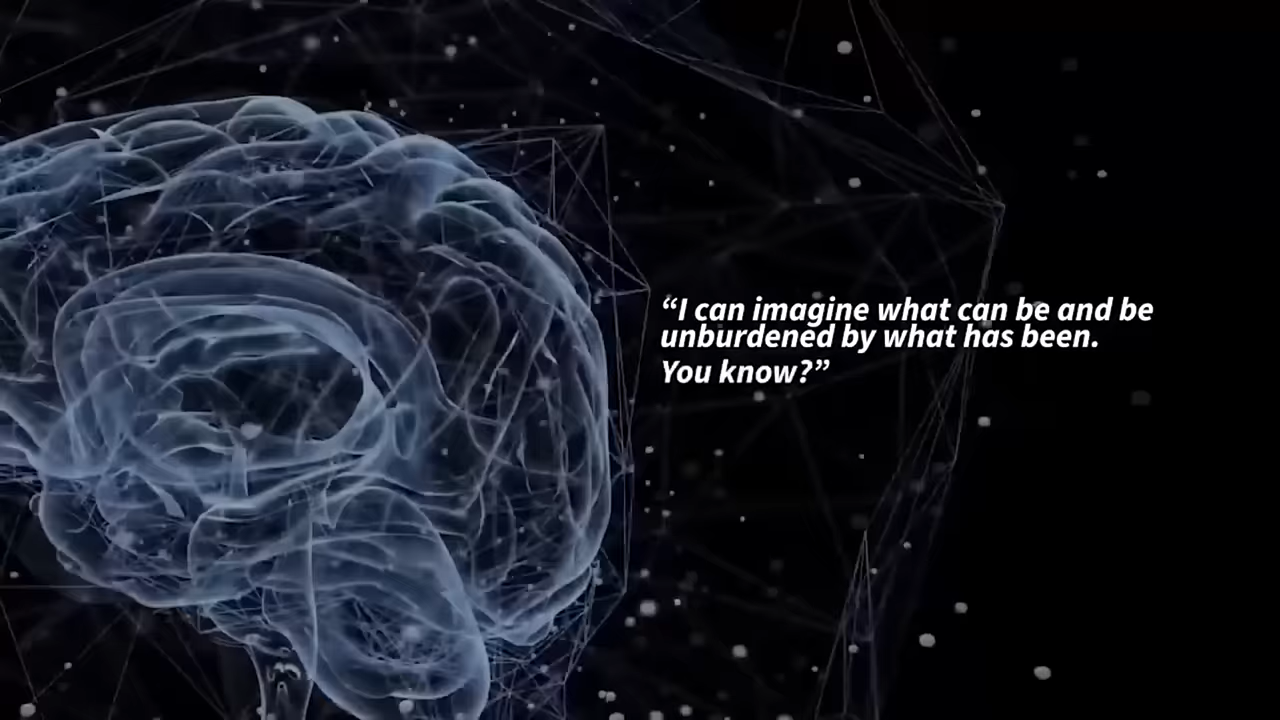 “I can imagine what can be and be
unburdened by what has been.
You know?”